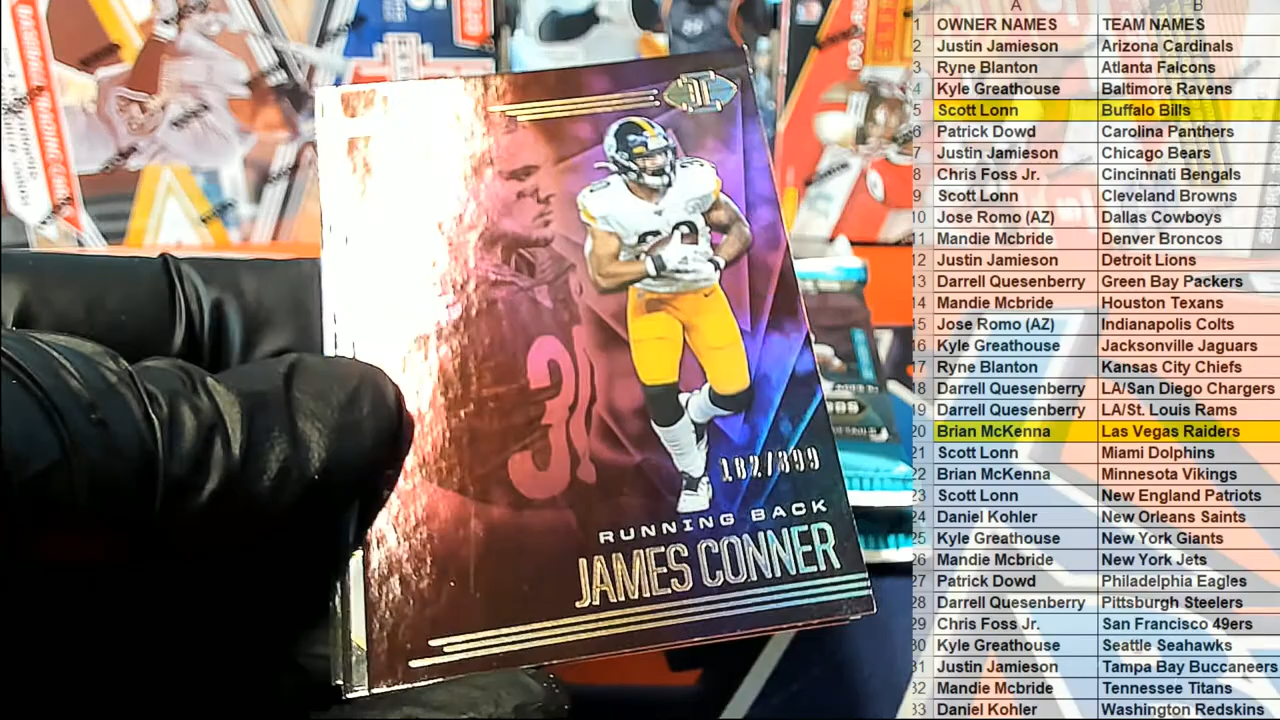 A B
1 OWNER NAMES TEAM NAMES
2 Justin Jamieson Arizona Cardinals
3 Ryne Blanton Atlanta Falcons
4 Kyle Greathouse Baltimore Ravens
5 Scott Lonn Buffalo Bills
6 Patrick Dowd Carolina Panthers
7 Justin Jamieson Chicago Bears
8 Chris Foss Jr. Cincinnati Bengals
9 Scott Lonn Cleveland Browns
10 Jose Romo (AZ) Dallas Cowboys
11 Mandie Mcbride Denver Broncos
12 Justin Jamieson Detroit Lions
13 Darrell Quesenberry Green Bay Packers
14 Mandie Mcbride Houston Texans
15 Jose Romo (AZ) Indianapolis Colts
16 Kyle Greathouse Jacksonville Jaguars
17 Ryne Blanton Kansas City Chiefs
18 Darrell Quesenberry LA/San Diego Chargers
19 Darrell Quesenberry LA/St. Louis Rams
20 Brian McKenna Las Vegas Raiders
21 Scott Lonn Miami Dolphins
22 Brian McKenna Minnesota Vikings
23 Scott Lonn New England Patriots
24 Daniel Kohler New Orleans Saints
25 Kyle Greathouse New York Giants
26 Mandie Mcbride New York Jets
27 Patrick Dowd Philadelphia Eagles
28 Darrell Quesenberry Pittsburgh Steelers
29 Chris Foss Jr. San Francisco 49ers
30 Kyle Greathouse Seattle Seahawks
31 Justin Jamieson Tampa Bay Buccaneers
32 Mandie Mcbride Tennessee Titans
33 Daniel Kohler Washington Redskins
182/399
RUNNING BACK
JAMES CONNER